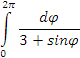 ∫₀^{2π} dφ / (3 + sinφ)